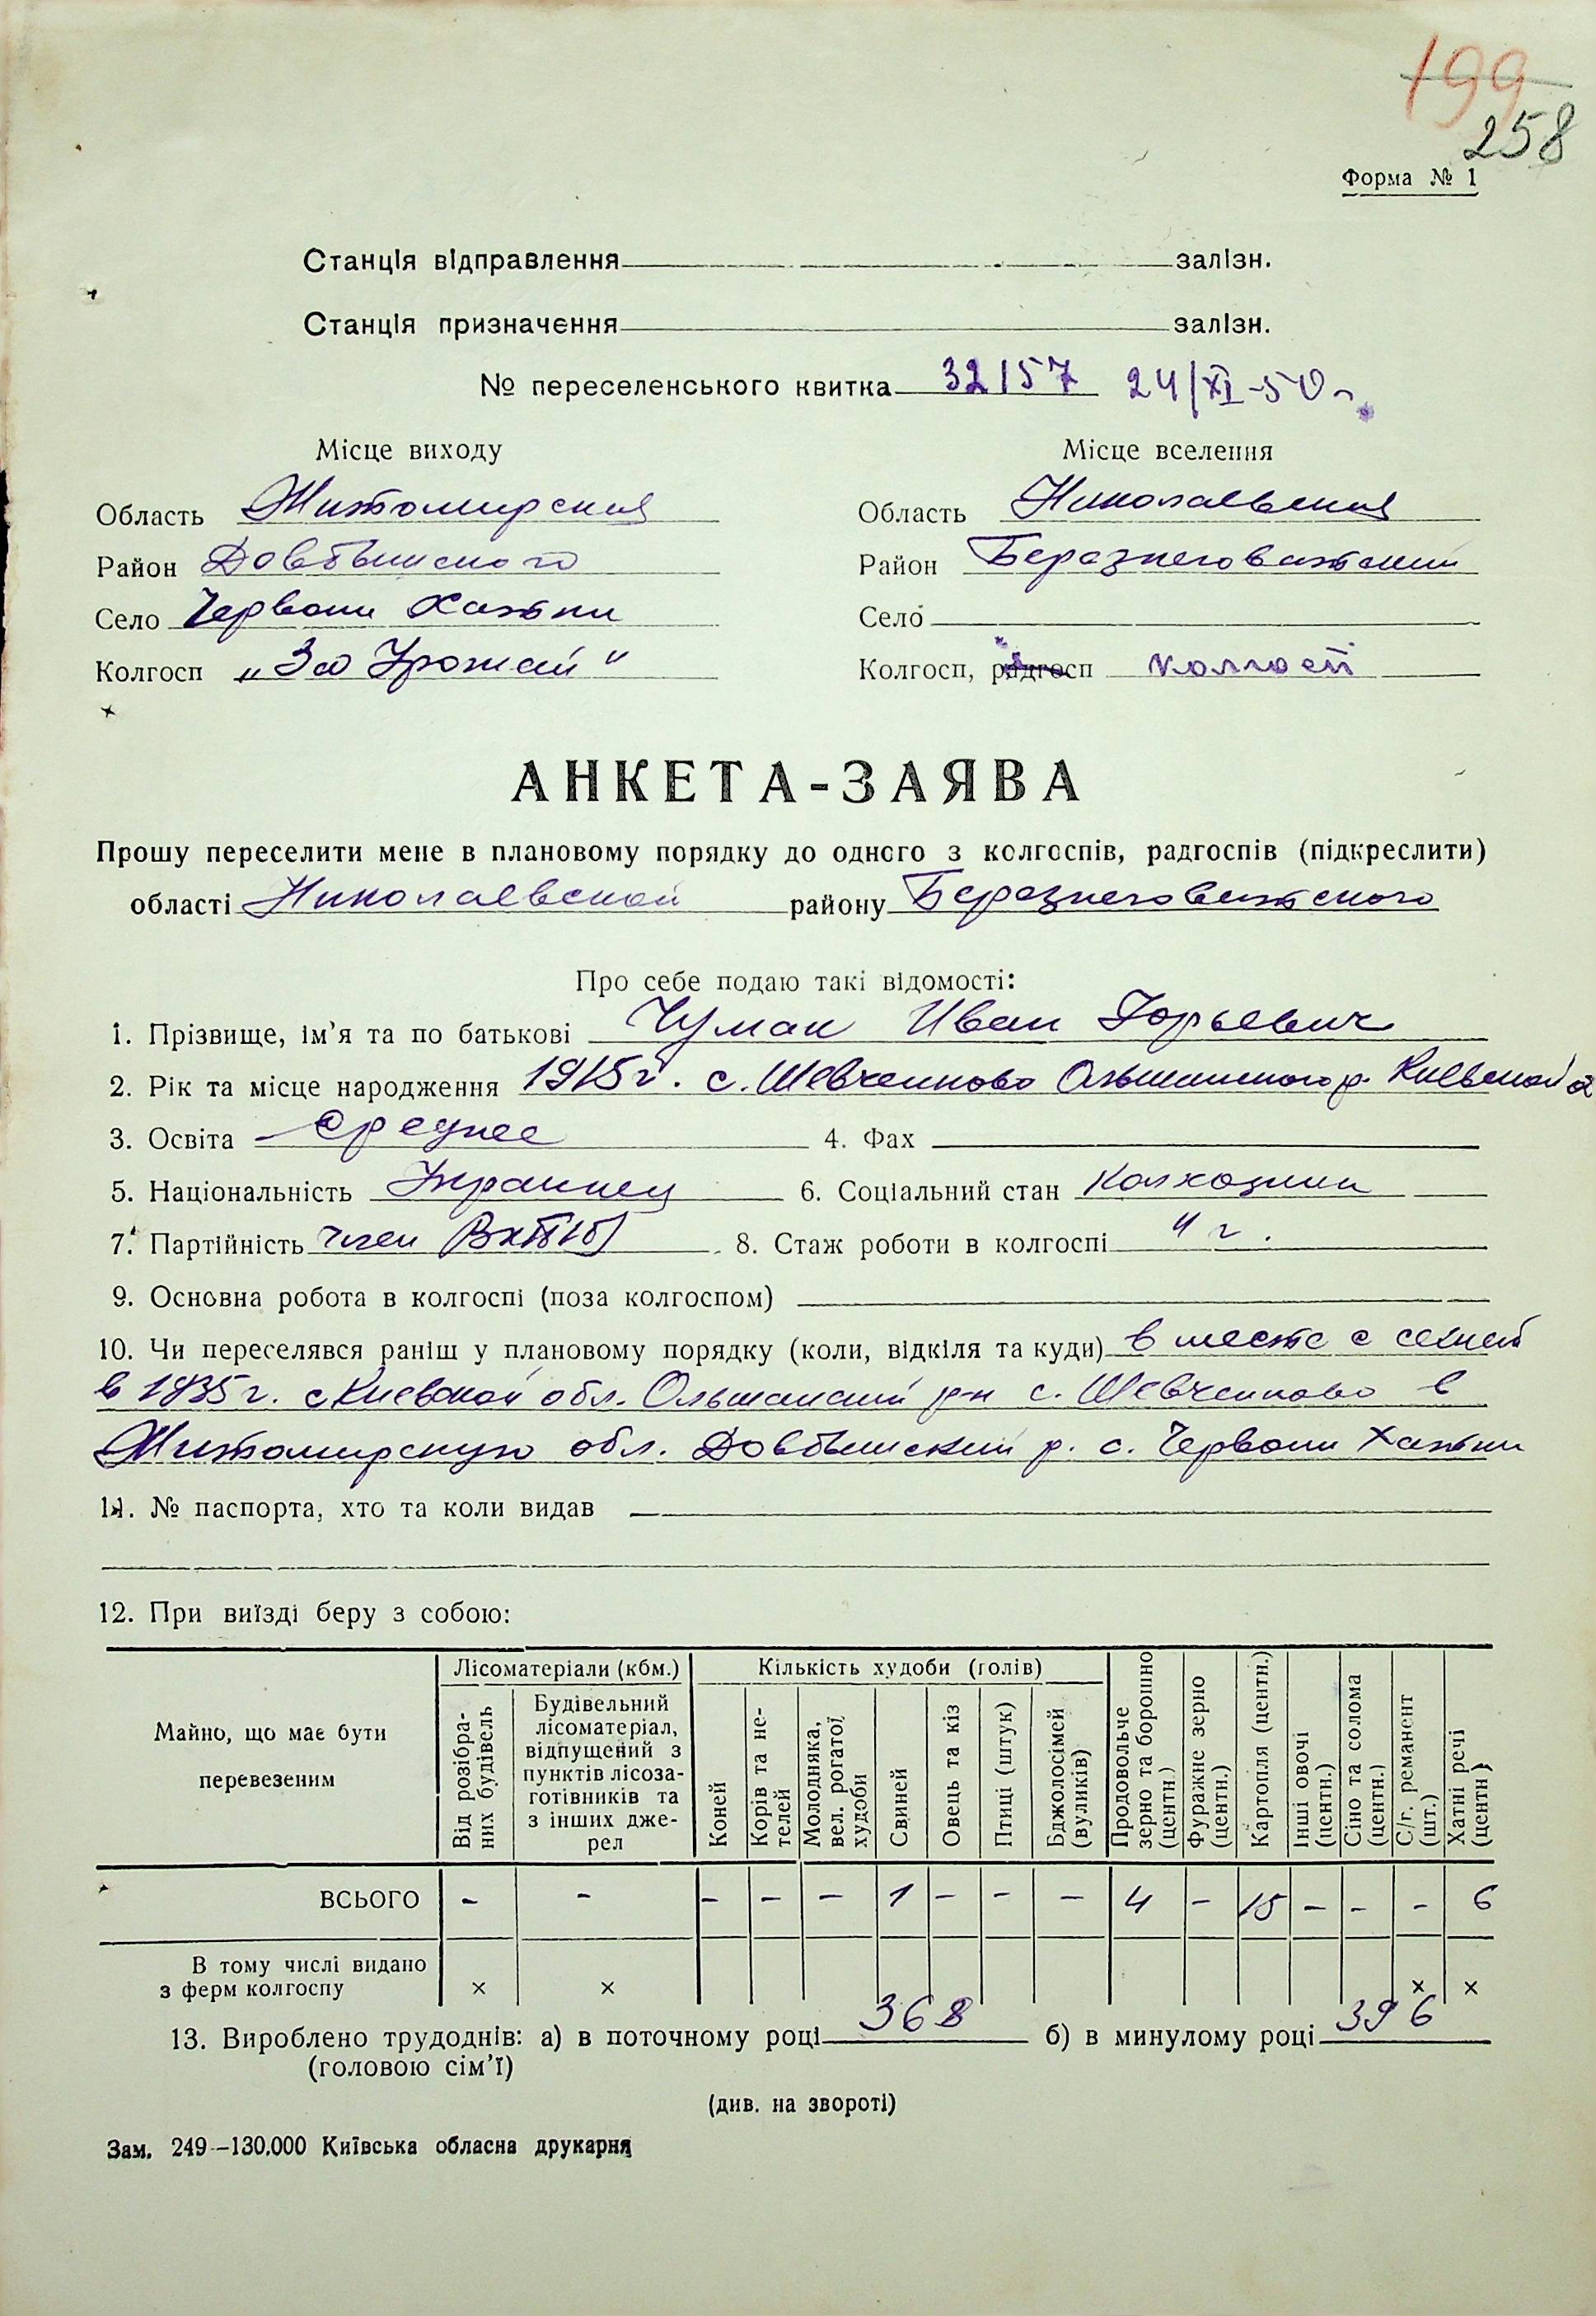 199
258
Форма № 1
Станція відправлення залізн.
Станція призначення залізн.
№ переселенського квитка 32157 24/XI-50 г.
Місце виходу Місце вселення
Область Житомирская Область Николаевская
Район Довбышского Район Березнеговатский
Село Червони Хатки Село
Колгосп „За Урожай" Колгосп, радгосп колгосп
АНКЕТА-ЗАЯВА
Прошу переселити мене в плановому порядку до одного з колгоспів, радгоспів (підкреслити)
області Николаевской району Березнеговатского
Про себе подаю такі відомості:
1. Прізвище, ім'я та по батькові Чумак Иван Юрьевич
2. Рік та місце народження 1915 г. с. Шевченково Ольшанского р. Киевской о
3. Освіта Среднее 4. Фах
5. Національність Украинец 6. Соціальний стан Колхозник
7. Партійність член ВКП(б) 8. Стаж роботи в колгоспі 4 г.
9. Основна робота в колгоспі (поза колгоспом)
10. Чи переселявся раніш у плановому порядку (коли, відкіля та куди) в месте с семей
в 1935 г. с Киевской обл. Ольшанский р-н с. Шевченково в
Житомирскую обл. Довбышский р. с. Червони Хатки
11. № паспорта, хто та коли видав
12. При виїзді беру з собою:
Майно, що має бути перевезеним
Лісоматеріали (кбм.)
Від розібраних будівель
Будівельний лісоматеріал, відпущений з пунктів лісозаготівників та з інших джерел
Кількість худоби (голів)
Коней
Корів та нетелей
Молодняка, вел. рогатої худоби
Свиней
Овець та кіз
Птиці (штук)
Бджолосімей (вуликів)
Продовольче зерно та борошно (центн.)
Фуражне зерно (центн.)
Картопля (центн.)
Інші овочі (центн.)
Сіно та солома (центн.)
С/г. реманент (шт.)
Хатні речі (центн)
ВСЬОГО – – – – – 1 – – – 4 – 15 – – – 6
В тому числі видано
з ферм колгоспу × × × ×
13. Вироблено трудоднів: а) в поточному році 368 б) в минулому році 396
(головою сім'ї)
(див. на звороті)
Зам. 249–130.000 Київська обласна друкарня